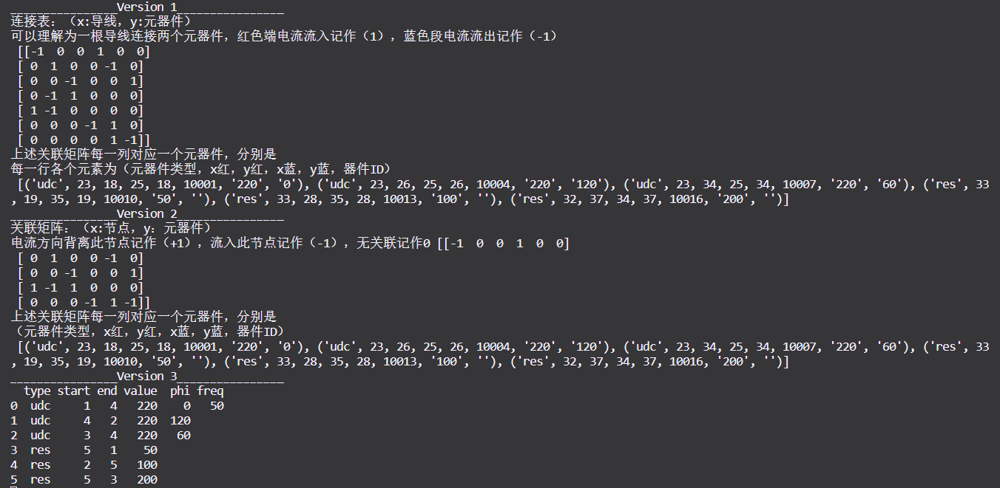 ________________Version 1________________
连接表：（x:导线，y:元器件）
可以理解为一根导线连接两个元器件，红色端电流流入记作（1），蓝色段电流流出记作（-1）
[[-1  0  0  1  0  0]
[ 0  1  0  0 -1  0]
[ 0  0 -1  0  0  1]
[ 0 -1  1  0  0  0]
[ 1 -1  0  0  0  0]
[ 0  0  0 -1  1  0]
[ 0  0  0  0  1 -1]]
上述关联矩阵每一列对应一个元器件，分别是
每一行各个元素为（元器件类型，x红，y红，x蓝，y蓝，器件ID）
[('udc', 23, 18, 25, 18, 10001, '220', '0'), ('udc', 23, 26, 25, 26, 10004, '220', '120'), ('udc', 23, 34, 25, 34, 10007, '220', '60'), ('res', 33
, 19, 35, 19, 10010, '50', ''), ('res', 33, 28, 35, 28, 10013, '100', ''), ('res', 32, 37, 34, 37, 10016, '200', '')]
________________Version 2________________
关联矩阵：（x:节点，y：元器件）
电流方向背离此节点记作（+1），流入此节点记作（-1），无关联记作0 [[-1  0  0  1  0  0]
[ 0  1  0  0 -1  0]
[ 0  0 -1  0  0  1]
[ 1 -1  1  0  0  0]
[ 0  0  0 -1  1 -1]]
上述关联矩阵每一列对应一个元器件，分别是
（元器件类型，x红，y红，x蓝，y蓝，器件ID）
[('udc', 23, 18, 25, 18, 10001, '220', '0'), ('udc', 23, 26, 25, 26, 10004, '220', '120'), ('udc', 23, 34, 25, 34, 10007, '220', '60'), ('res', 33
, 19, 35, 19, 10010, '50', ''), ('res', 33, 28, 35, 28, 10013, '100', ''), ('res', 32, 37, 34, 37, 10016, '200', '')]
________________Version 3________________
type start end value  phi freq
0  udc     1   4   220    0   50
1  udc     4   2   220  120
2  udc     3   4   220   60
3  res     5   1    50
4  res     2   5   100
5  res     5   3   200